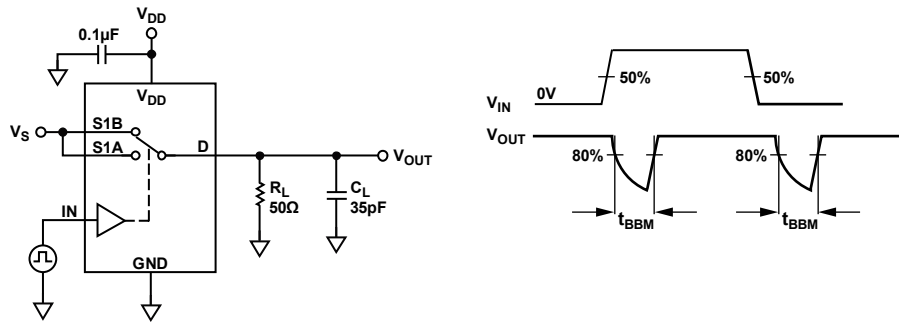 V_DD
0.1µF
V_DD
V_S
S1B
S1A
D
V_OUT
R_L
50Ω
C_L
35pF
IN
GND
V_IN
0V
50%
50%
V_OUT
80%
80%
t_BBM
t_BBM